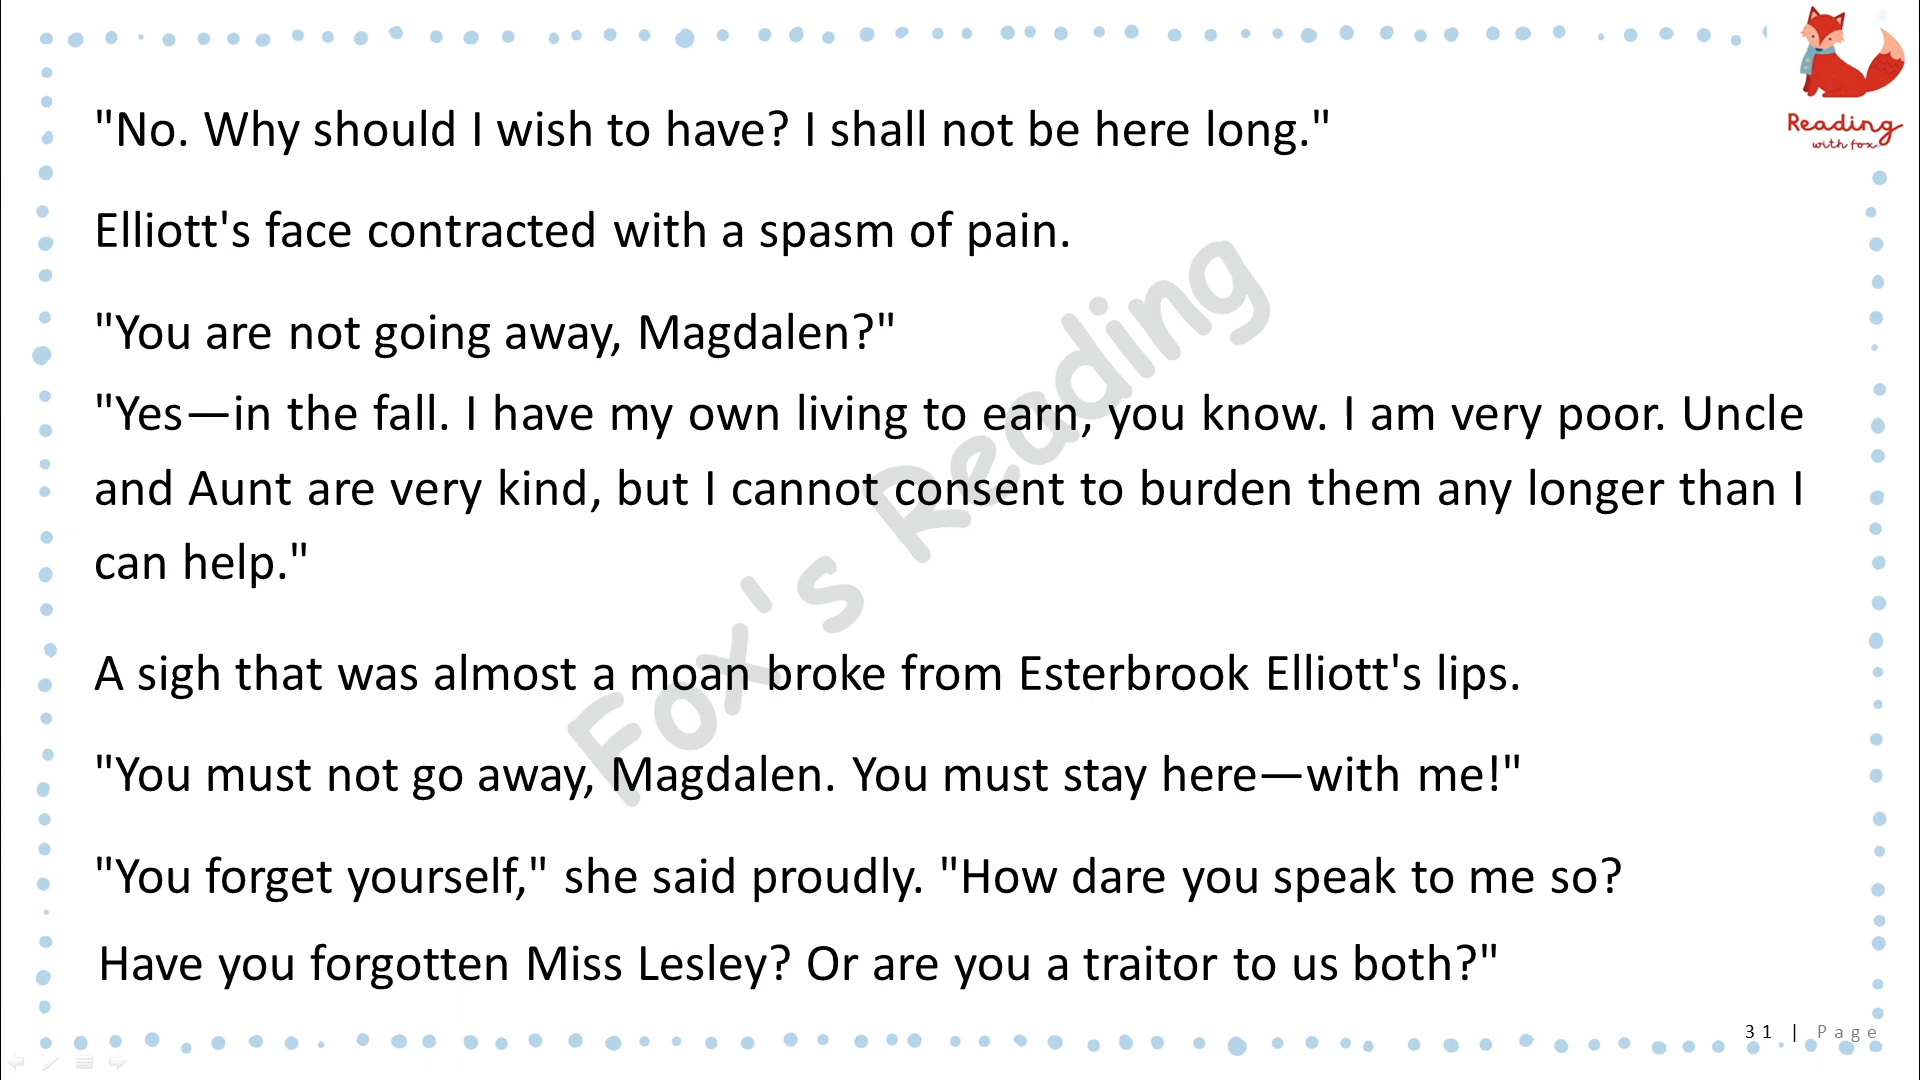 Reading
with fox
"No. Why should I wish to have? I shall not be here long."
Elliott's face contracted with a spasm of pain.
"You are not going away, Magdalen?"
"Yes—in the fall. I have my own living to earn, you know. I am very poor. Uncle
and Aunt are very kind, but I cannot consent to burden them any longer than I
can help."
A sigh that was almost a moan broke from Esterbrook Elliott's lips.
"You must not go away, Magdalen. You must stay here—with me!"
"You forget yourself," she said proudly. "How dare you speak to me so?
Have you forgotten Miss Lesley? Or are you a traitor to us both?"
Fox's Reading
31 | Page